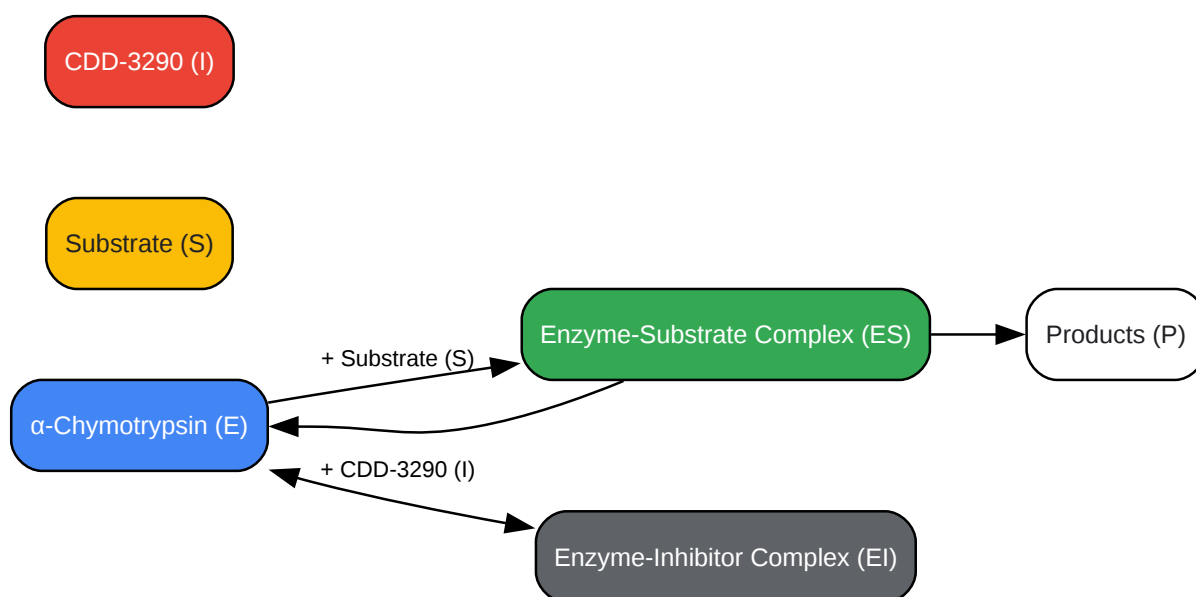 CDD-3290 (I)
Substrate (S)
Enzyme-Substrate Complex (ES)
Products (P)
+ Substrate (S)
α-Chymotrypsin (E)
+ CDD-3290 (I)
Enzyme-Inhibitor Complex (EI)